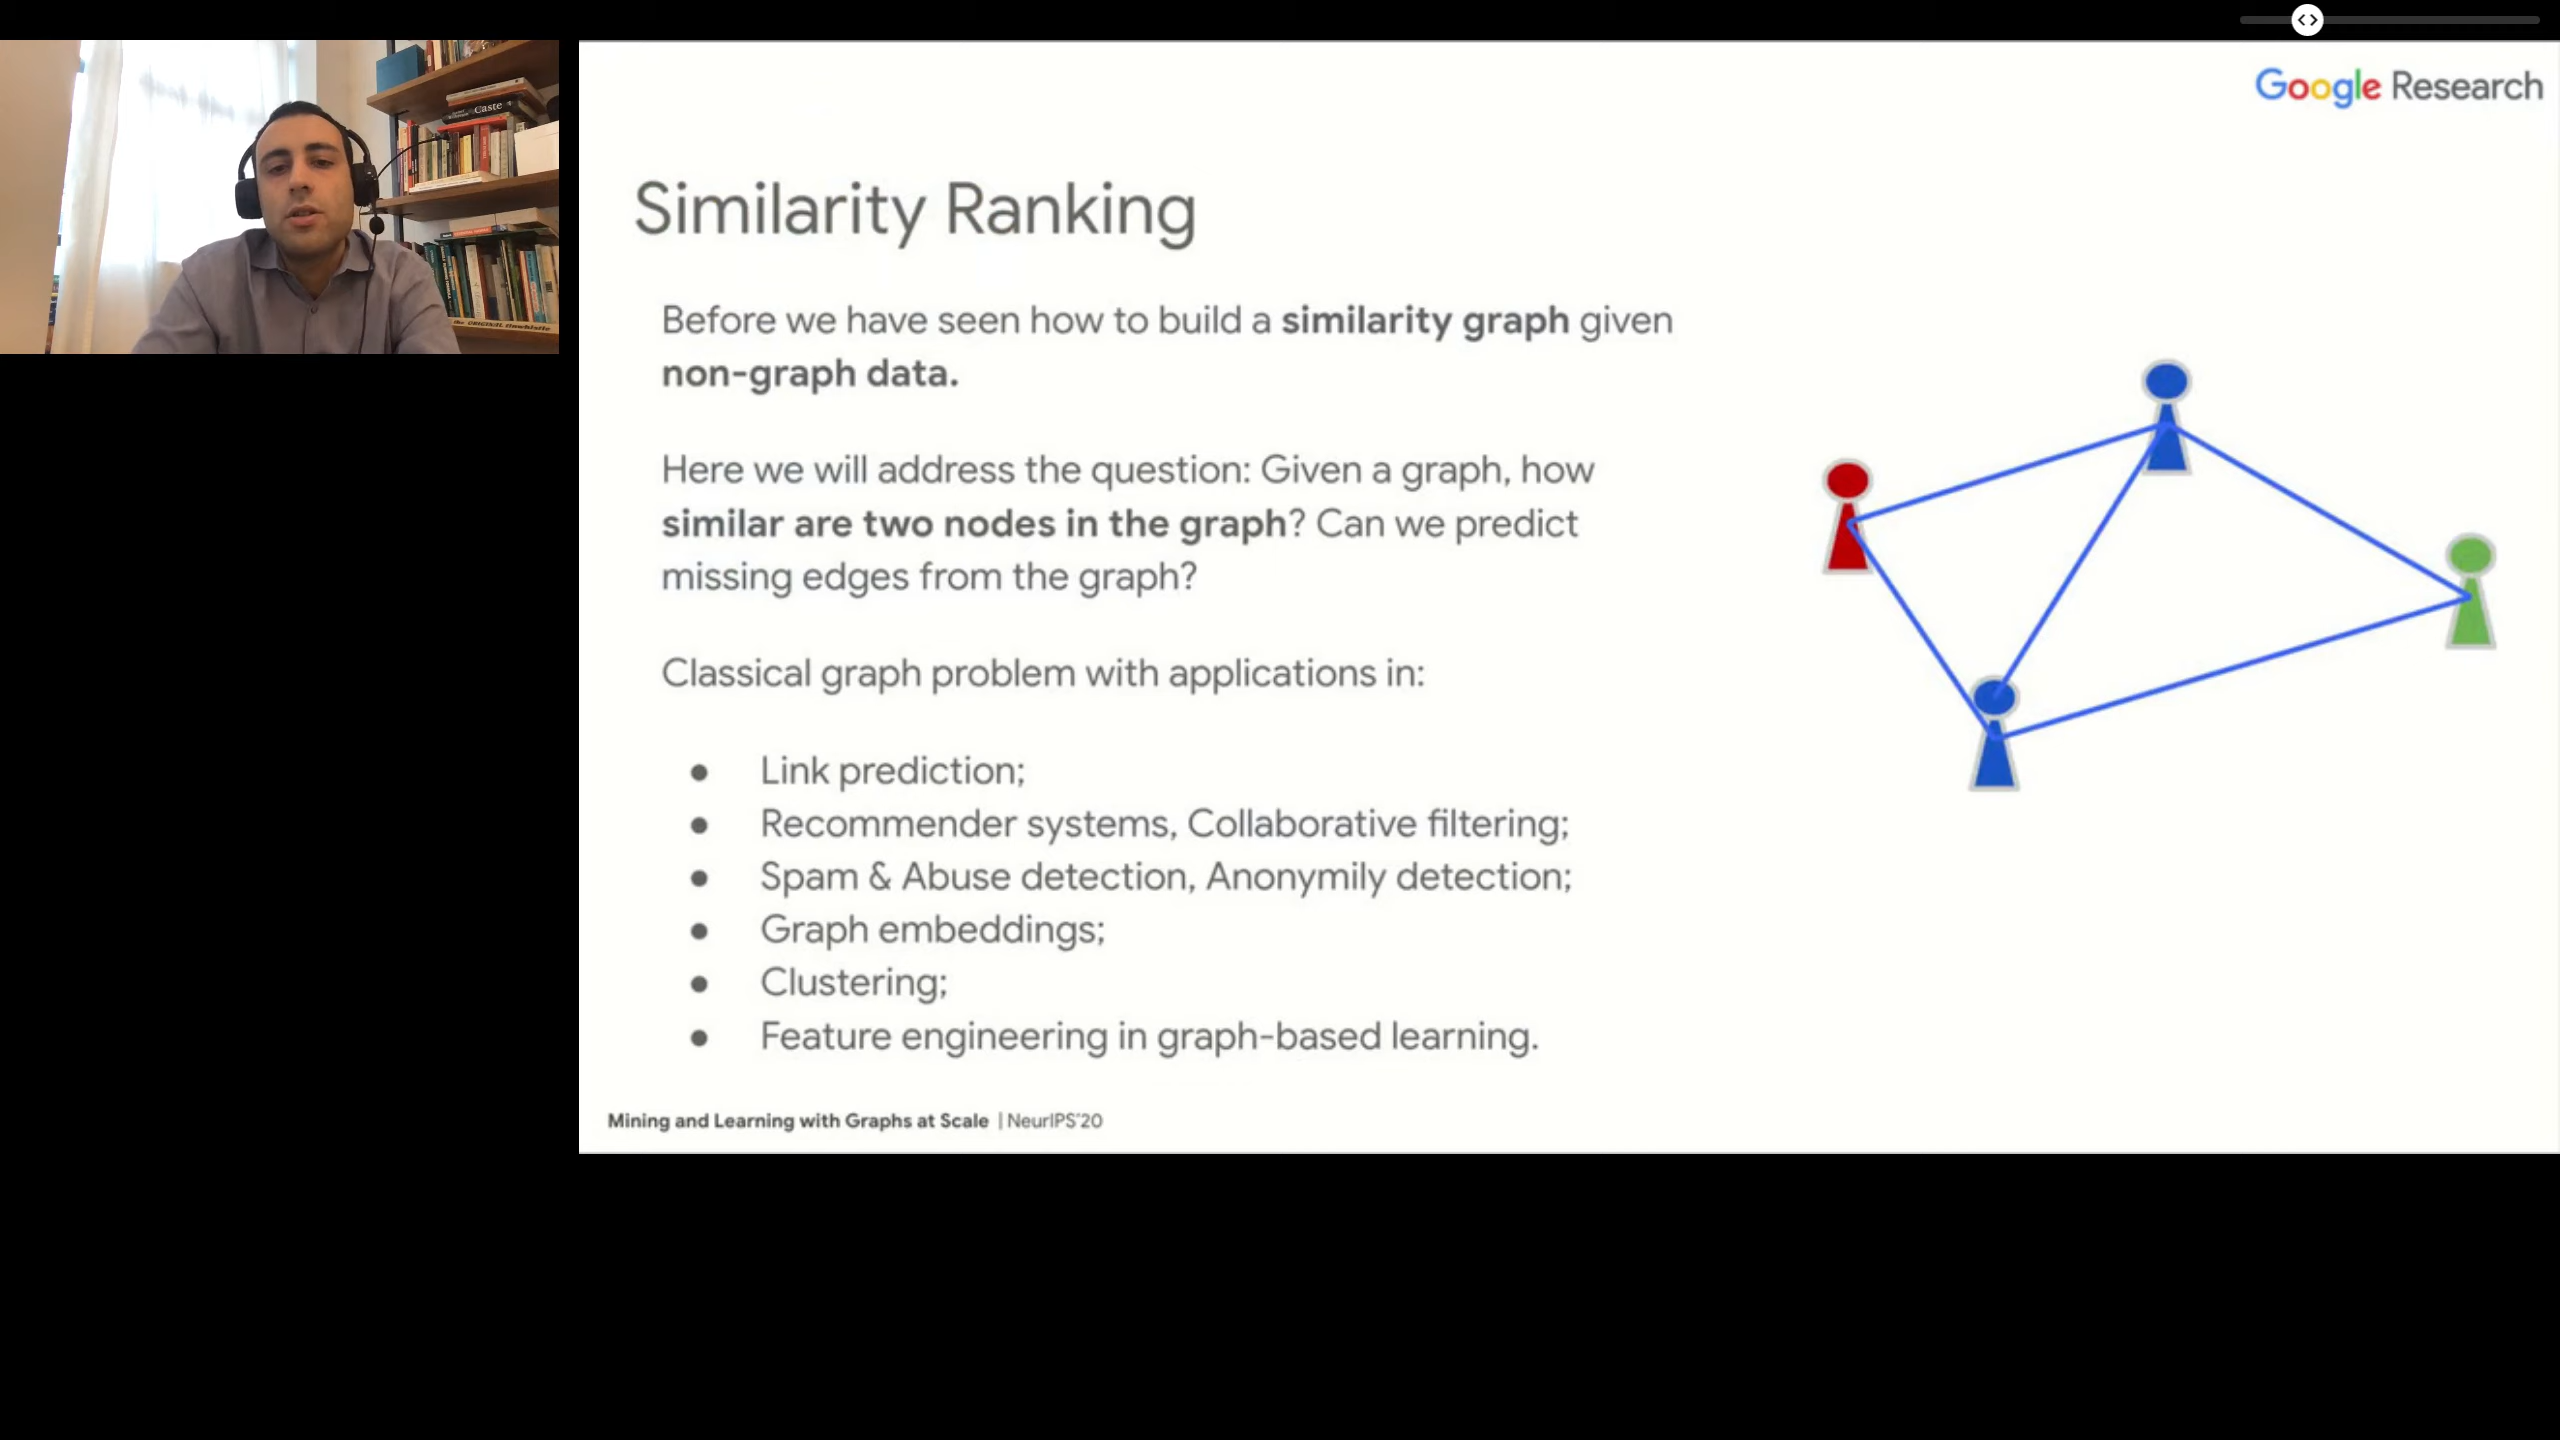 Caste
the ORIGINAL
Google Research
Similarity Ranking
Before we have seen how to build a similarity graph given
non-graph data.
Here we will address the question: Given a graph, how
similar are two nodes in the graph? Can we predict
missing edges from the graph?
Classical graph problem with applications in:
● Link prediction;
● Recommender systems, Collaborative filtering;
● Spam & Abuse detection, Anonymily detection;
● Graph embeddings;
● Clustering;
● Feature engineering in graph-based learning.
Mining and Learning with Graphs at Scale | NeurIPS'20